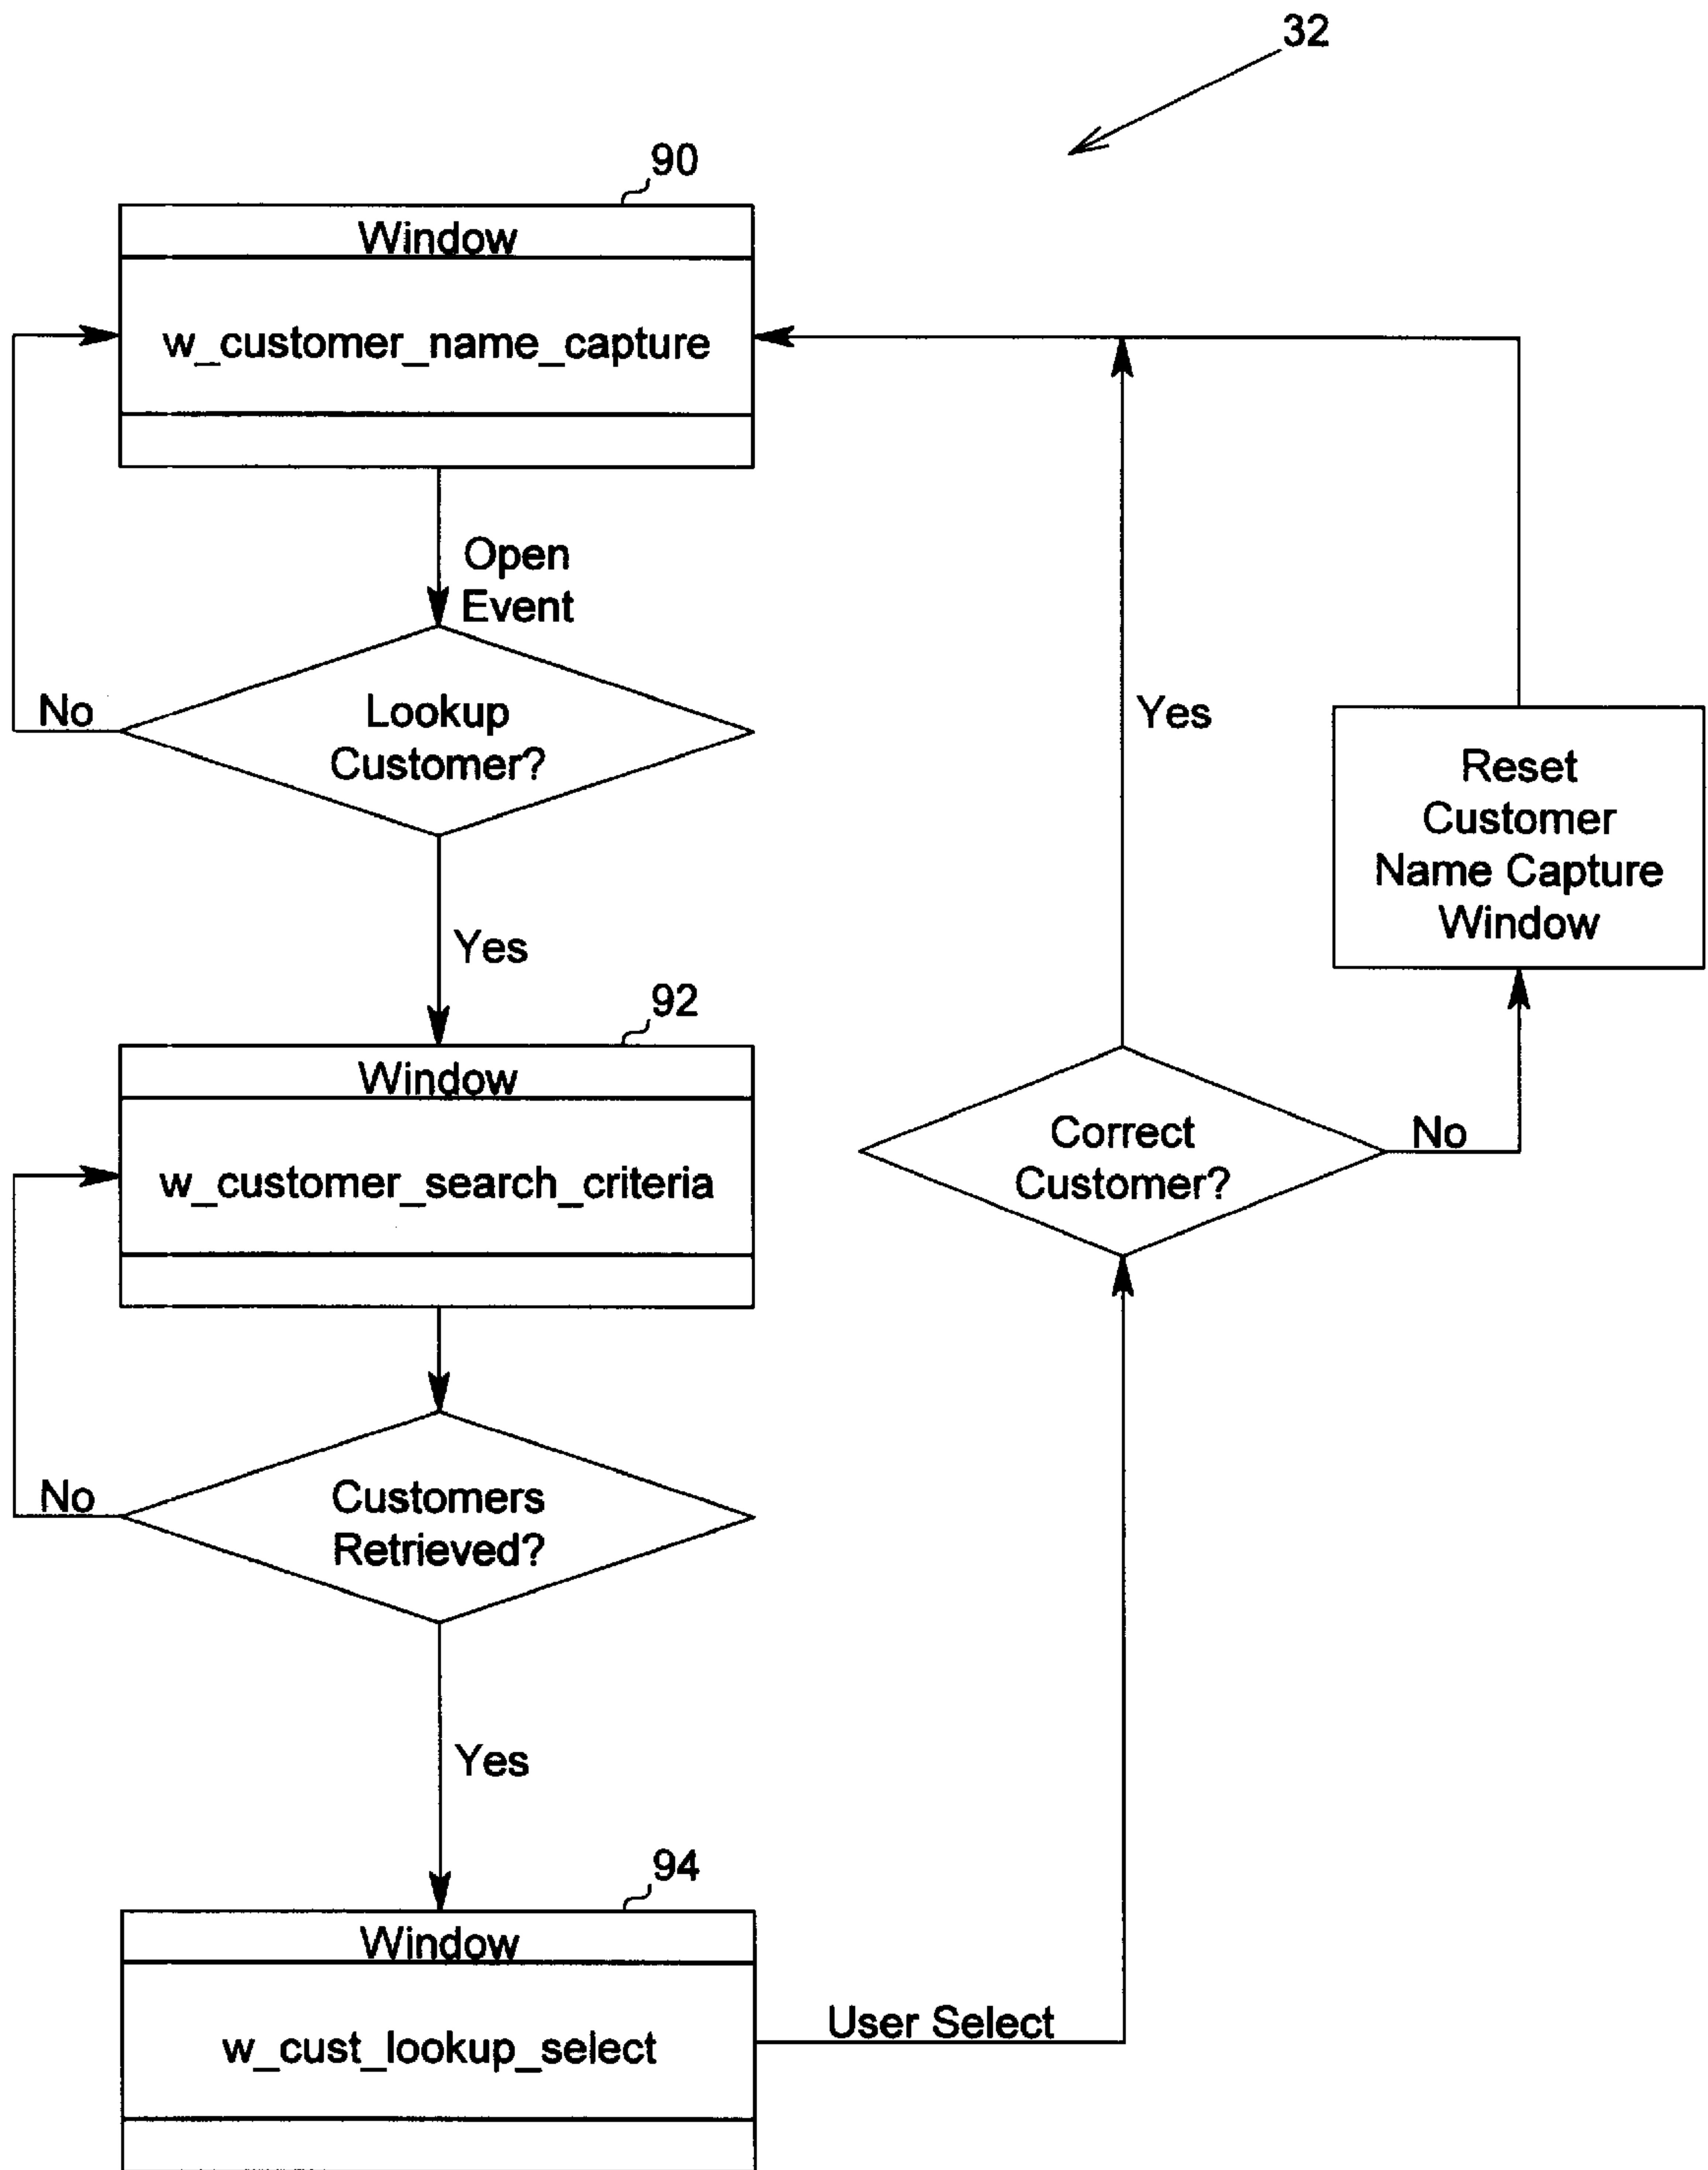 32
90
Window
w_customer_name_capture
Open
Event
Lookup
Customer?
No
Yes
92
Window
w_customer_search_criteria
Customers
Retrieved?
No
Yes
94
Window
w_cust_lookup_select
User Select
Correct
Customer?
Yes
No
Reset
Customer
Name Capture
Window